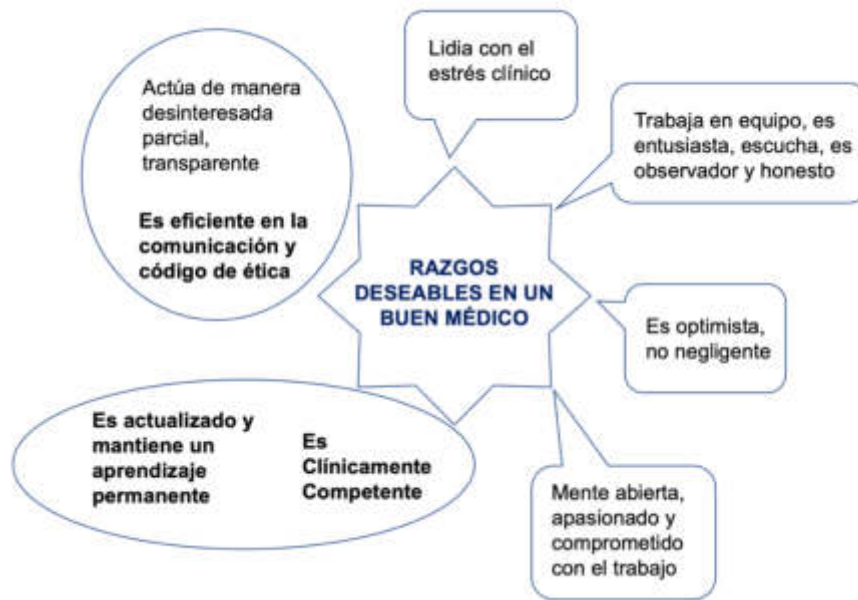 Lidia con el
estrés clínico
Actúa de manera
desinteresada
parcial,
transparente
Es eficiente en la
comunicación y
código de ética
Trabaja en equipo, es
entusiasta, escucha, es
observador y honesto
RAZGOS
DESEABLES EN UN
BUEN MÉDICO
Es optimista,
no negligente
Es actualizado y
mantiene un
aprendizaje
permanente
Es
Clínicamente
Competente
Mente abierta,
apasionado y
comprometido
con el trabajo